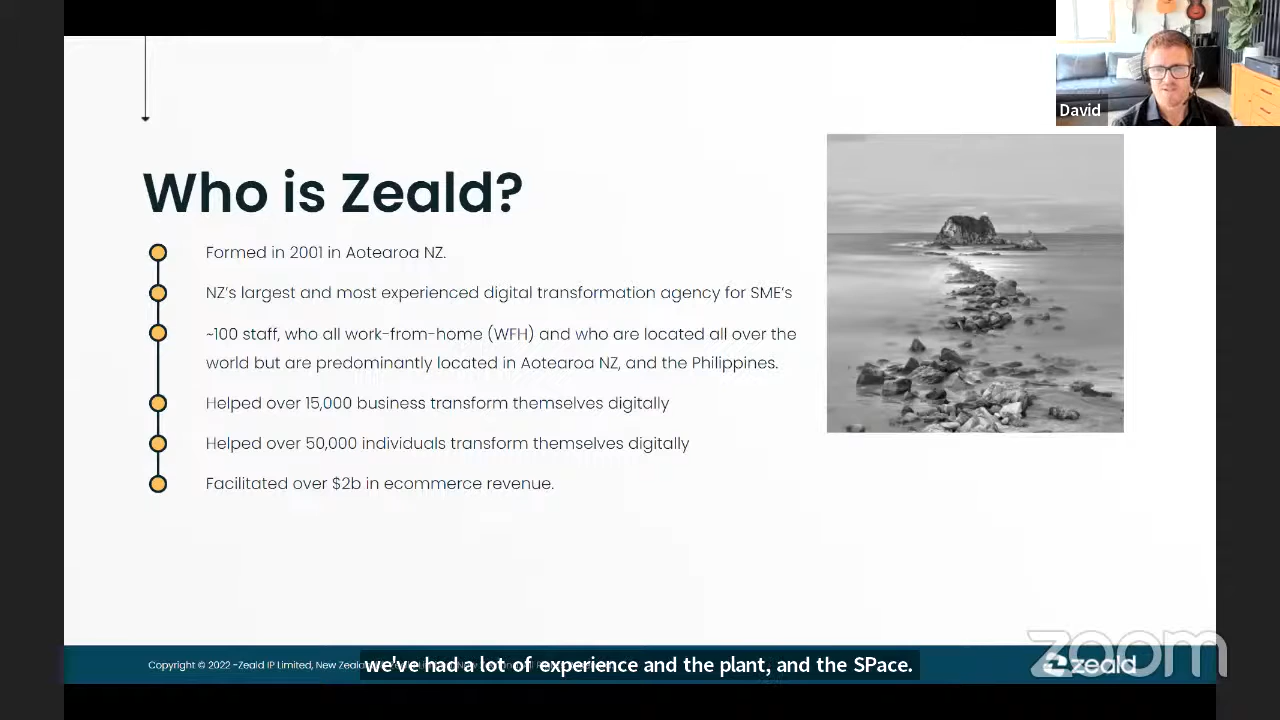 David
Who is Zeald?
Formed in 2001 in Aotearoa NZ.
NZ's largest and most experienced digital transformation agency for SME's
~100 staff, who all work-from-home (WFH) and who are located all over the
world but are predominantly located in Aotearoa NZ, and the Philippines.
Helped over 15,000 business transform themselves digitally
Helped over 50,000 individuals transform themselves digitally
Facilitated over $2b in ecommerce revenue.
Copyright © 2022 -Zeald IP Limited, New
we've had a lot of experience and the plant, and the SPace.
zeald
zoom